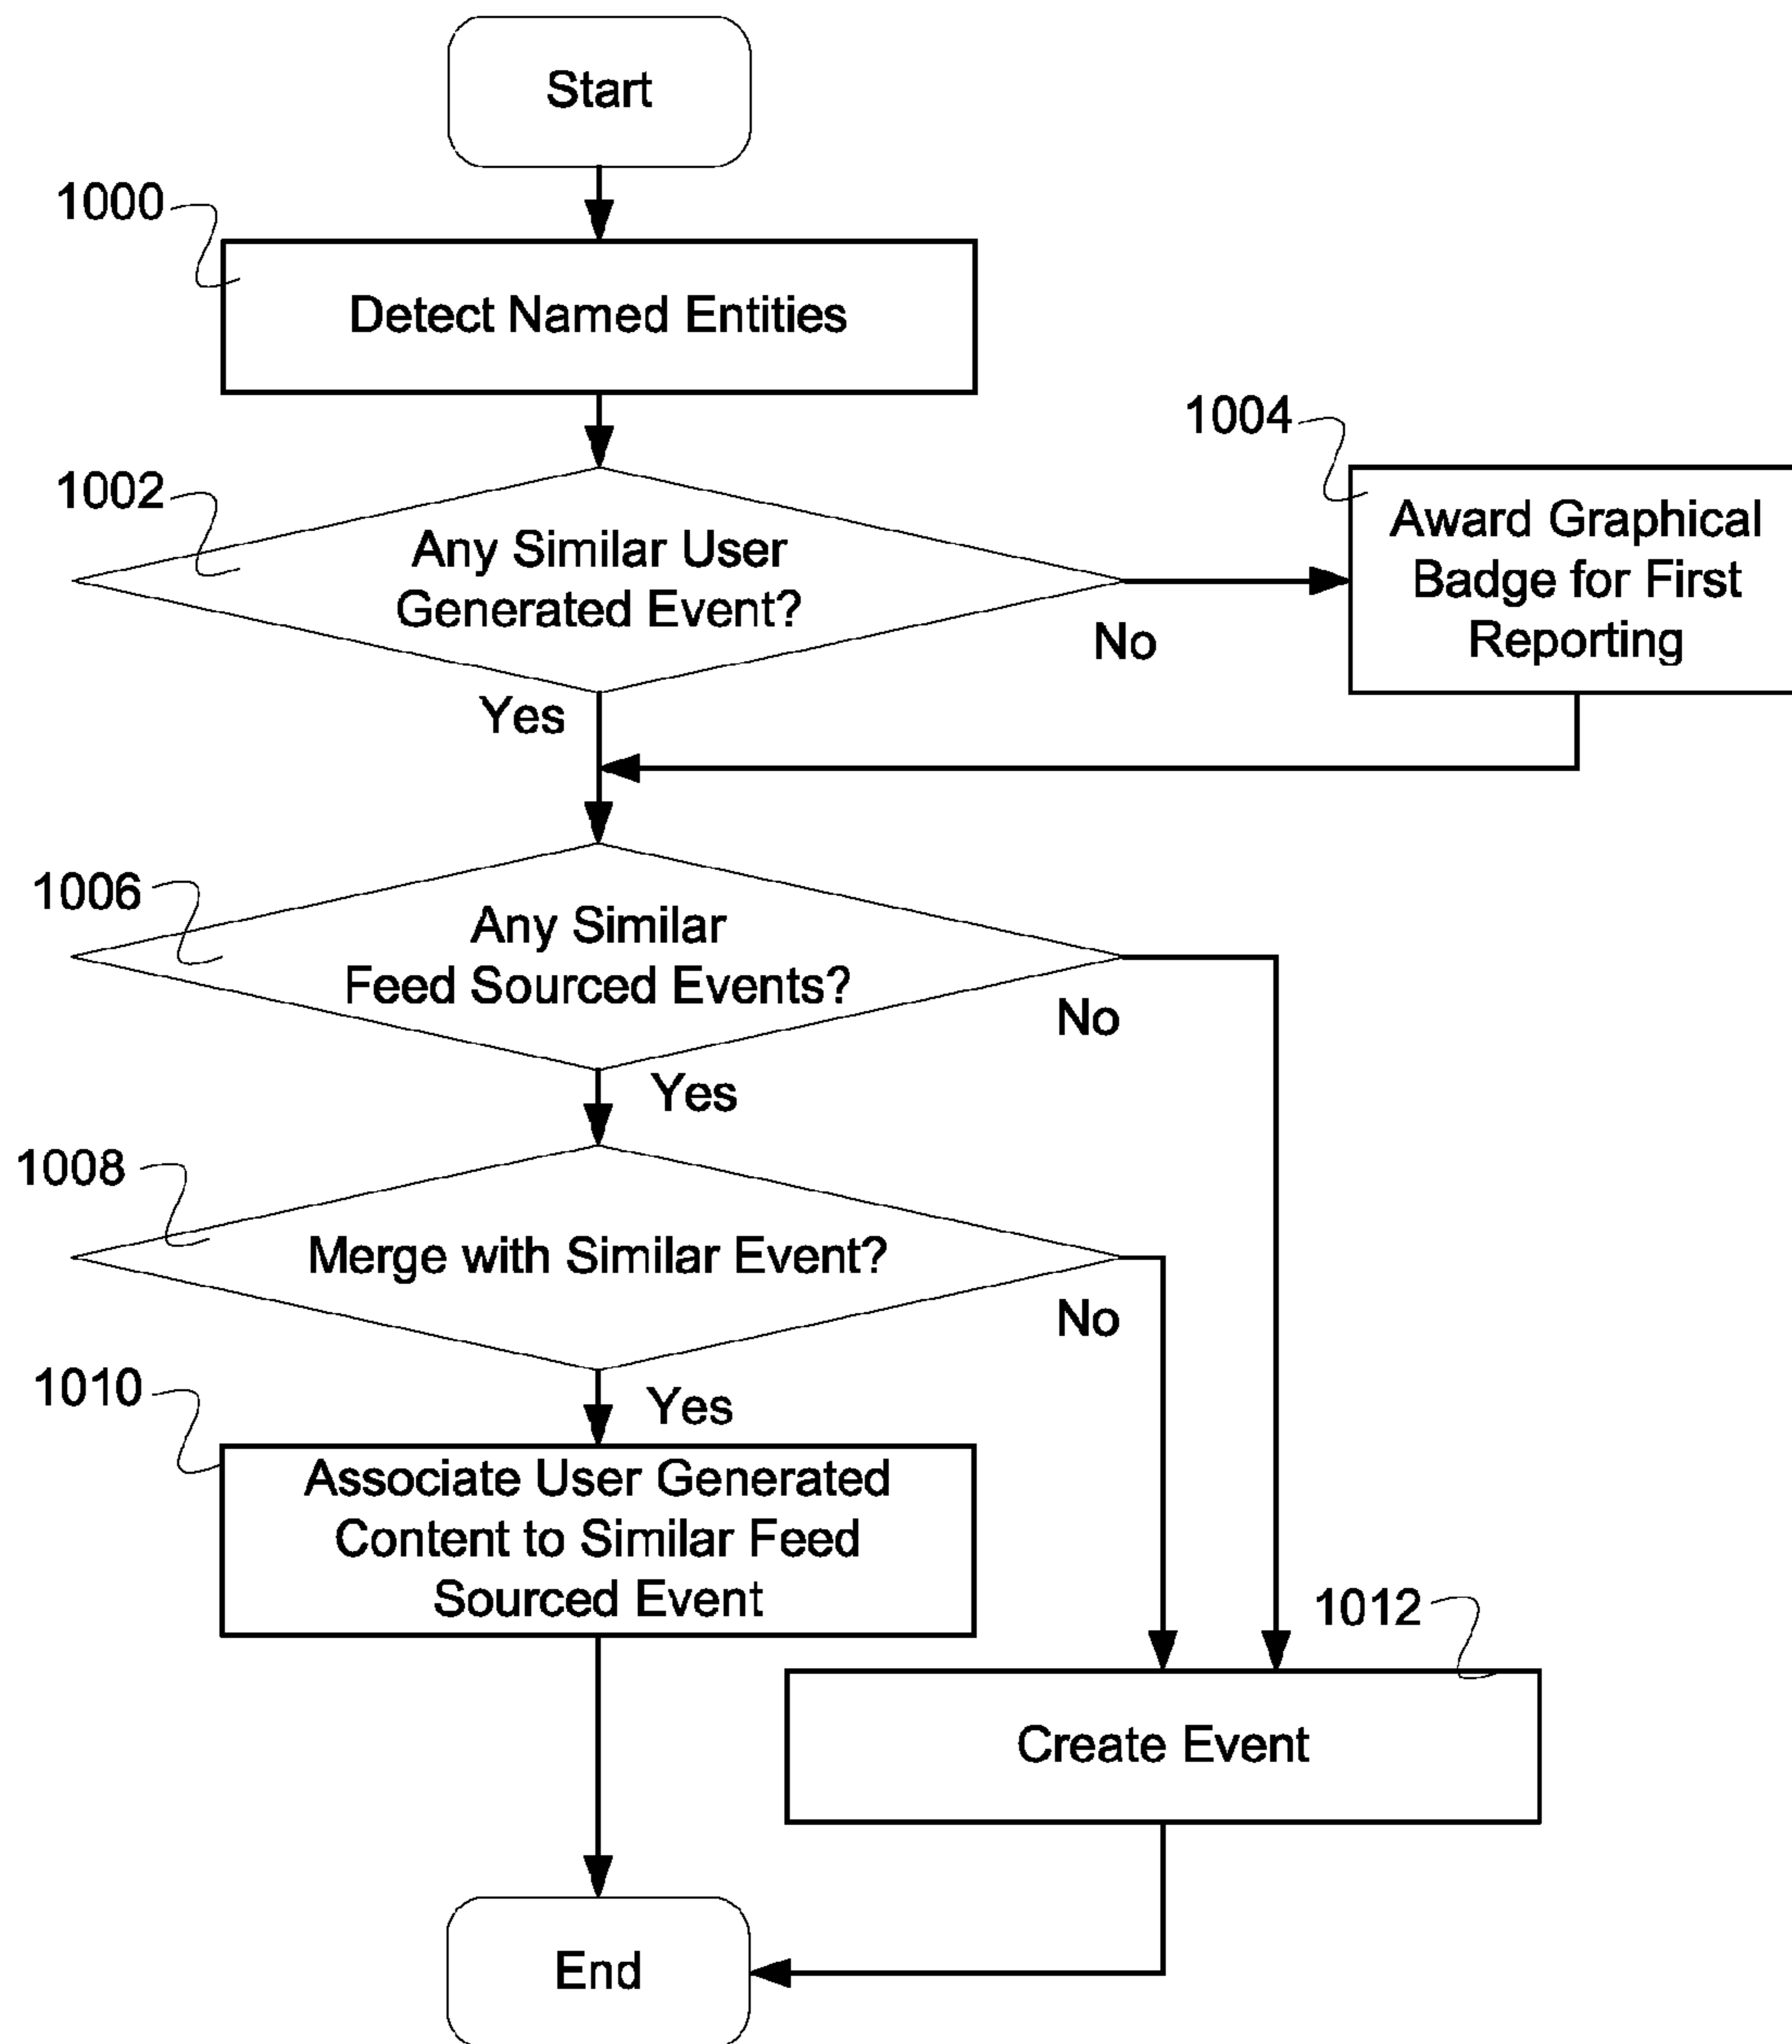 Start
1000
Detect Named Entities
1002
Any Similar User
Generated Event?
No
Yes
1004
Award Graphical
Badge for First
Reporting
1006
Any Similar
Feed Sourced Events?
No
Yes
1008
Merge with Similar Event?
No
Yes
1010
Associate User Generated
Content to Similar Feed
Sourced Event
1012
Create Event
End